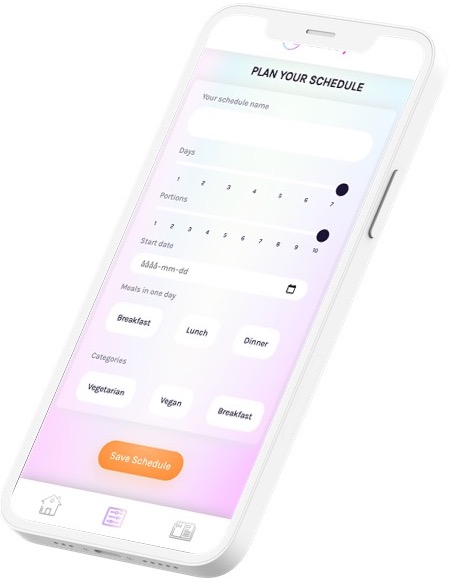 PLAN YOUR SCHEDULE
Your schedule name
Days
1 2 3 4 5 6 7
Portions
1 2 3 4 5 6 7 8 9 10
Start date
åååå-mm-dd
Meals in one day
Breakfast Lunch Dinner
Categories
Vegetarian Vegan Breakfast
Save Schedule